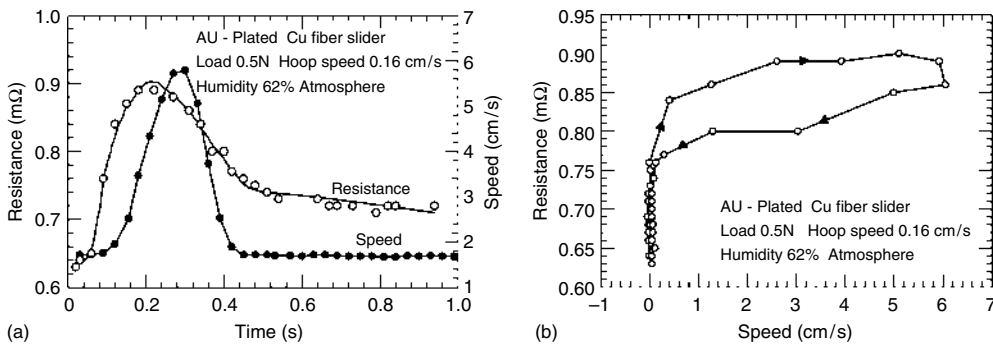 1.0
0.9
0.8
0.7
0.6
Resistance (mΩ)
AU - Plated Cu fiber slider
Load 0.5N Hoop speed 0.16 cm/s
Humidity 62% Atmosphere
Resistance
Speed
7
6
5
4
3
2
1
Speed (cm/s)
0 0.2 0.4 0.6 0.8 1.0
Time (s)
(a)
0.95
0.90
0.85
0.80
0.75
0.70
0.65
0.60
Resistance (mΩ)
AU - Plated Cu fiber slider
Load 0.5N Hoop speed 0.16 cm/s
Humidity 62% Atmosphere
−1 0 1 2 3 4 5 6 7
Speed (cm/s)
(b)